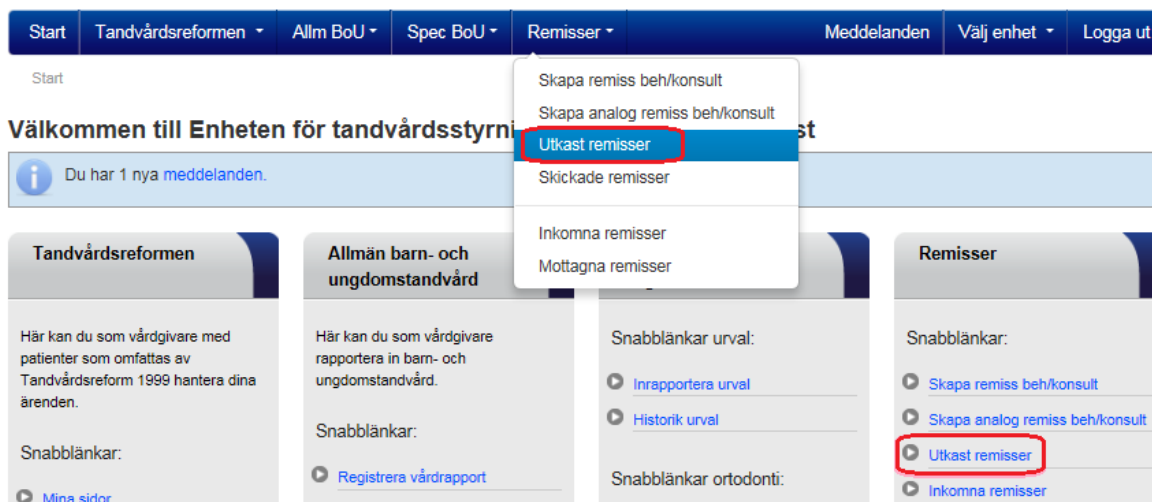 Start Tandvårdsreformen Allm BoU Spec BoU Remisser Meddelanden Välj enhet Logga ut
Start
Skapa remiss beh/konsult
Skapa analog remiss beh/konsult
Utkast remisser
Skickade remisser
Inkomna remisser
Mottagna remisser
Välkommen till Enheten för
Du har 1 nya meddelanden.
Tandvårdsreformen
Här kan du som vårdgivare med
patienter som omfattas av
Tandvårdsreform 1999 hantera dina
ärenden.
Snabblänkar:
Mina sidor
Allmän barn- och
ungdomstandvård
Här kan du som vårdgivare
rapportera in barn- och
ungdomstandvård.
Snabblänkar:
Registrera vårdrapport
Snabblänkar urval:
Inrapportera urval
Historik urval
Snabblänkar ortodonti:
Remisser
Snabblänkar:
Skapa remiss beh/konsult
Skapa analog remiss beh/konsult
Utkast remisser
Inkomna remisser